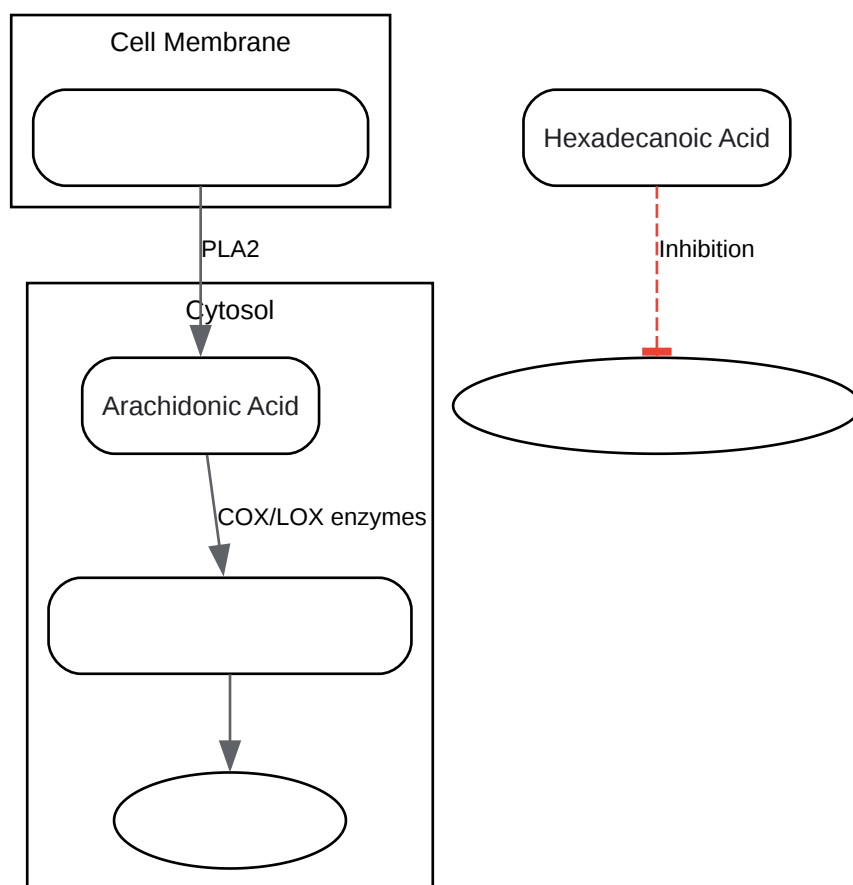 Cell Membrane
Hexadecanoic Acid
PLA2
Inhibition
Cytosol
Arachidonic Acid
COX/LOX enzymes